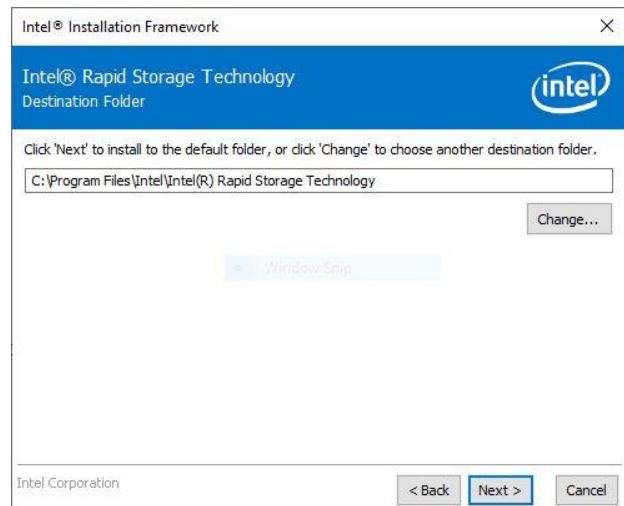 Intel® Installation Framework
Intel® Rapid Storage Technology
Destination Folder
intel
Click 'Next' to install to the default folder, or click 'Change' to choose another destination folder.
C:\Program Files\Intel\Intel(R) Rapid Storage Technology
Change...
Window Snip
Intel Corporation
< Back
Next >
Cancel